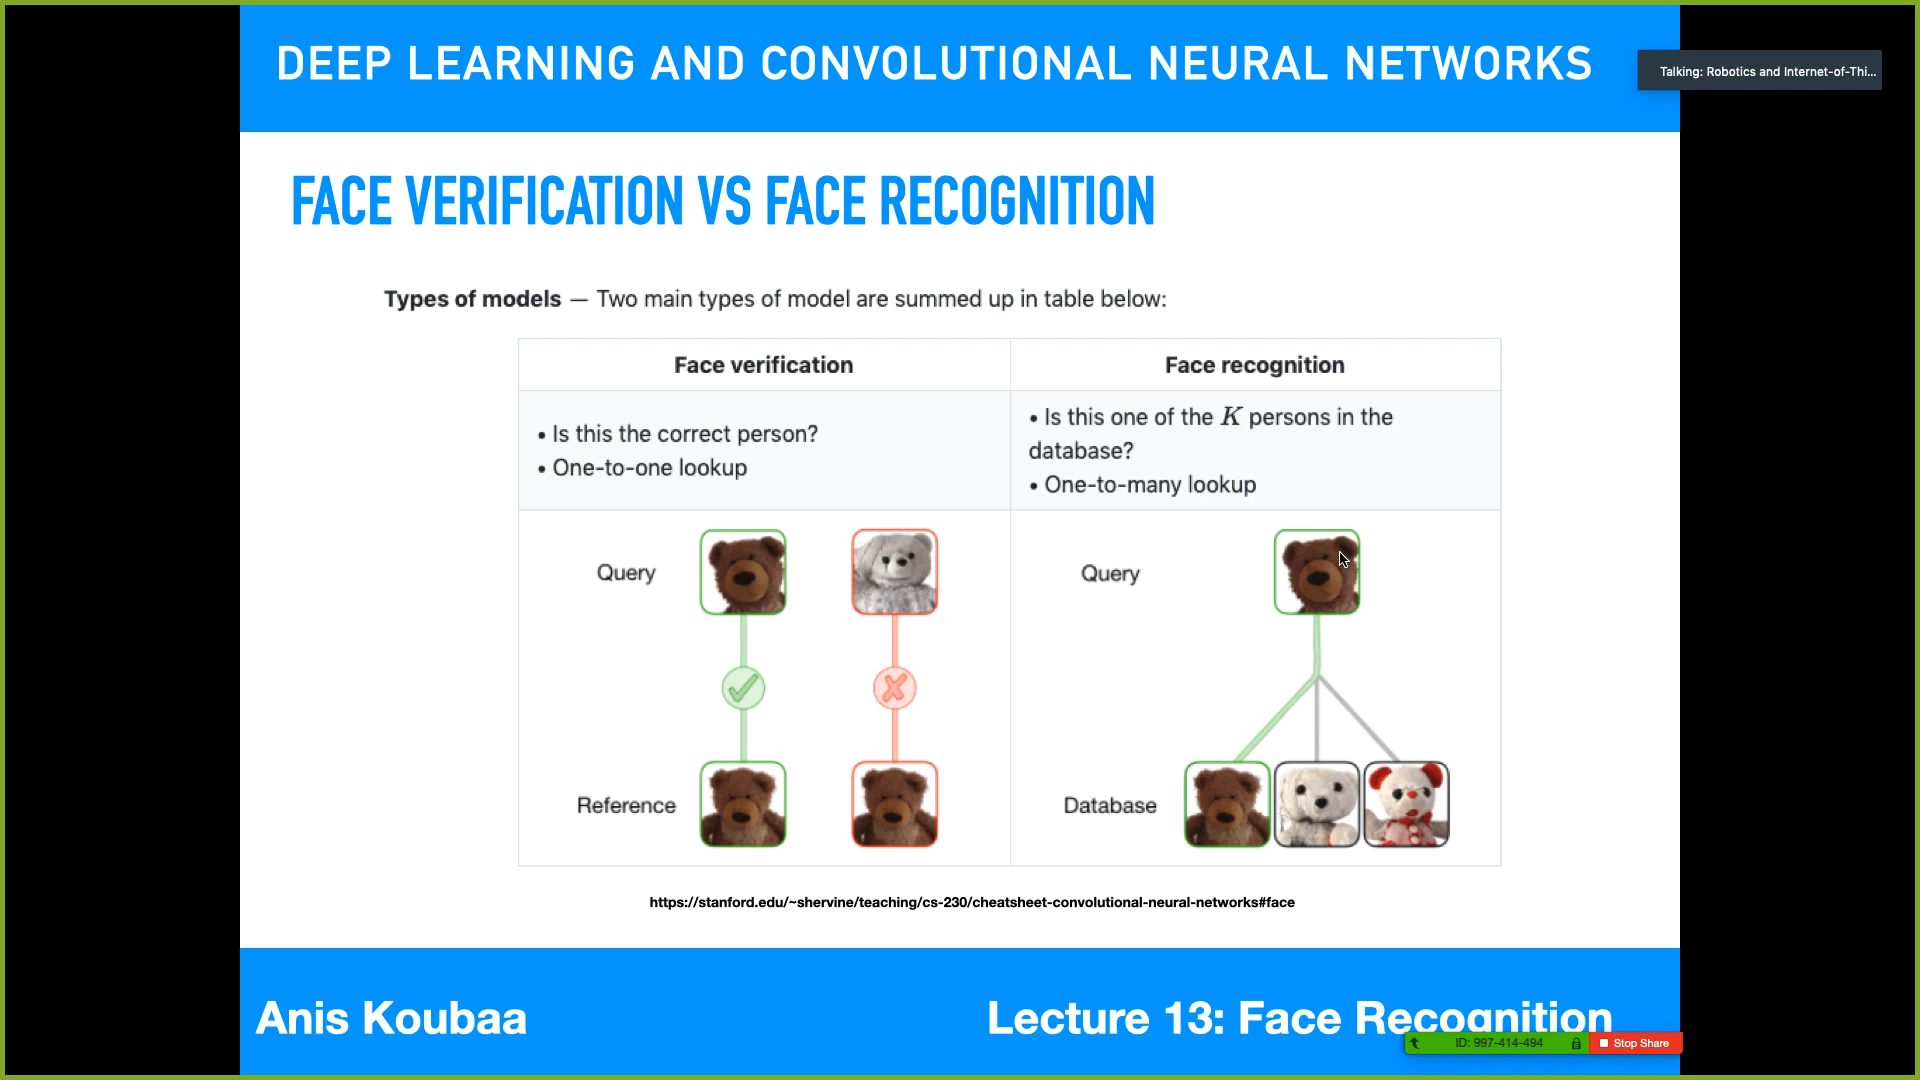 DEEP LEARNING AND CONVOLUTIONAL NEURAL NETWORKS
Talking: Robotics and Internet-of-Thi...
FACE VERIFICATION VS FACE RECOGNITION
Types of models — Two main types of model are summed up in table below:
Face verification
Face recognition
• Is this the correct person?
• One-to-one lookup
• Is this one of the K persons in the
database?
• One-to-many lookup
Query
Query
Reference
Database
https://stanford.edu/~shervine/teaching/cs-230/cheatsheet-convolutional-neural-networks#face
Anis Koubaa
Lecture 13: Face Recognition
ID: 997-414-494
Stop Share